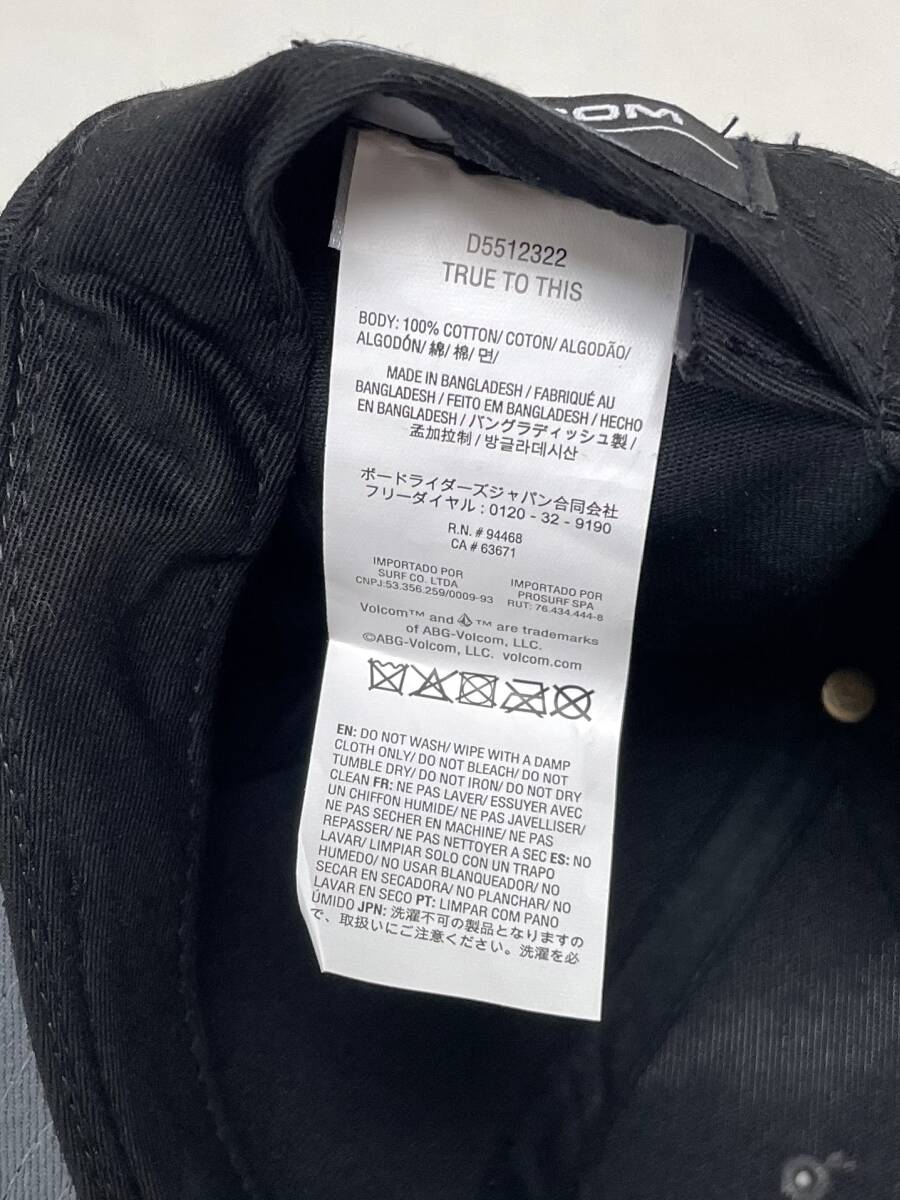 COM
D5512322
TRUE TO THIS
BODY: 100% COTTON/ COTON/ ALGODÃO/
ALGODÓN/ 綿/ 棉/ 면/
MADE IN BANGLADESH / FABRIQUÉ AU
BANGLADESH / FEITO EM BANGLADESH / HECHO
EN BANGLADESH / バングラディッシュ製 /
孟加拉制 / 방글라데시산
ボードライダーズジャパン合同会社
フリーダイヤル : 0120 - 32 - 9190
R.N. # 94468
CA # 63671
IMPORTADO POR
SURF CO. LTDA
CNPJ:53.356.259/0009-93
IMPORTADO POR
PROSURF SPA
RUT: 76.434.444-8
Volcom™ and ™ are trademarks
of ABG-Volcom, LLC.
©ABG-Volcom, LLC. volcom.com
EN: DO NOT WASH/ WIPE WITH A DAMP
CLOTH ONLY/ DO NOT BLEACH/ DO NOT
TUMBLE DRY/ DO NOT IRON/ DO NOT DRY
CLEAN FR: NE PAS LAVER/ ESSUYER AVEC
UN CHIFFON HUMIDE/ NE PAS JAVELLISER/
NE PAS SECHER EN MACHINE/ NE PAS
REPASSER/ NE PAS NETTOYER A SEC ES: NO
LAVAR/ LIMPIAR SOLO CON UN TRAPO
HUMEDO/ NO USAR BLANQUEADOR/ NO
SECAR EN SECADORA/ NO PLANCHAR/ NO
LAVAR EN SECO PT: LIMPAR COM PANO
ÚMIDO JPN: 洗濯不可の製品となりますの
で、取扱いにご注意ください。洗濯を必